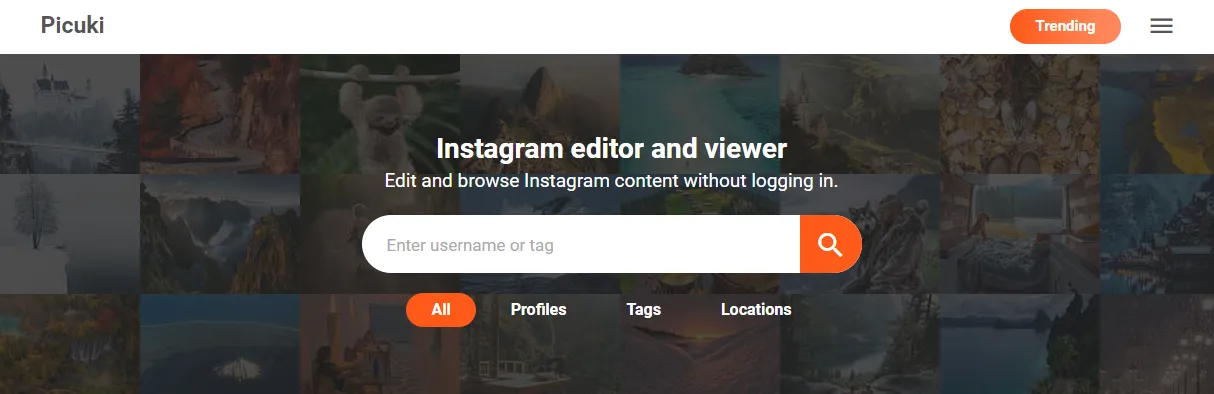 Picuki
Trending
Instagram editor and viewer
Edit and browse Instagram content without logging in.
Enter username or tag
All
Profiles
Tags
Locations